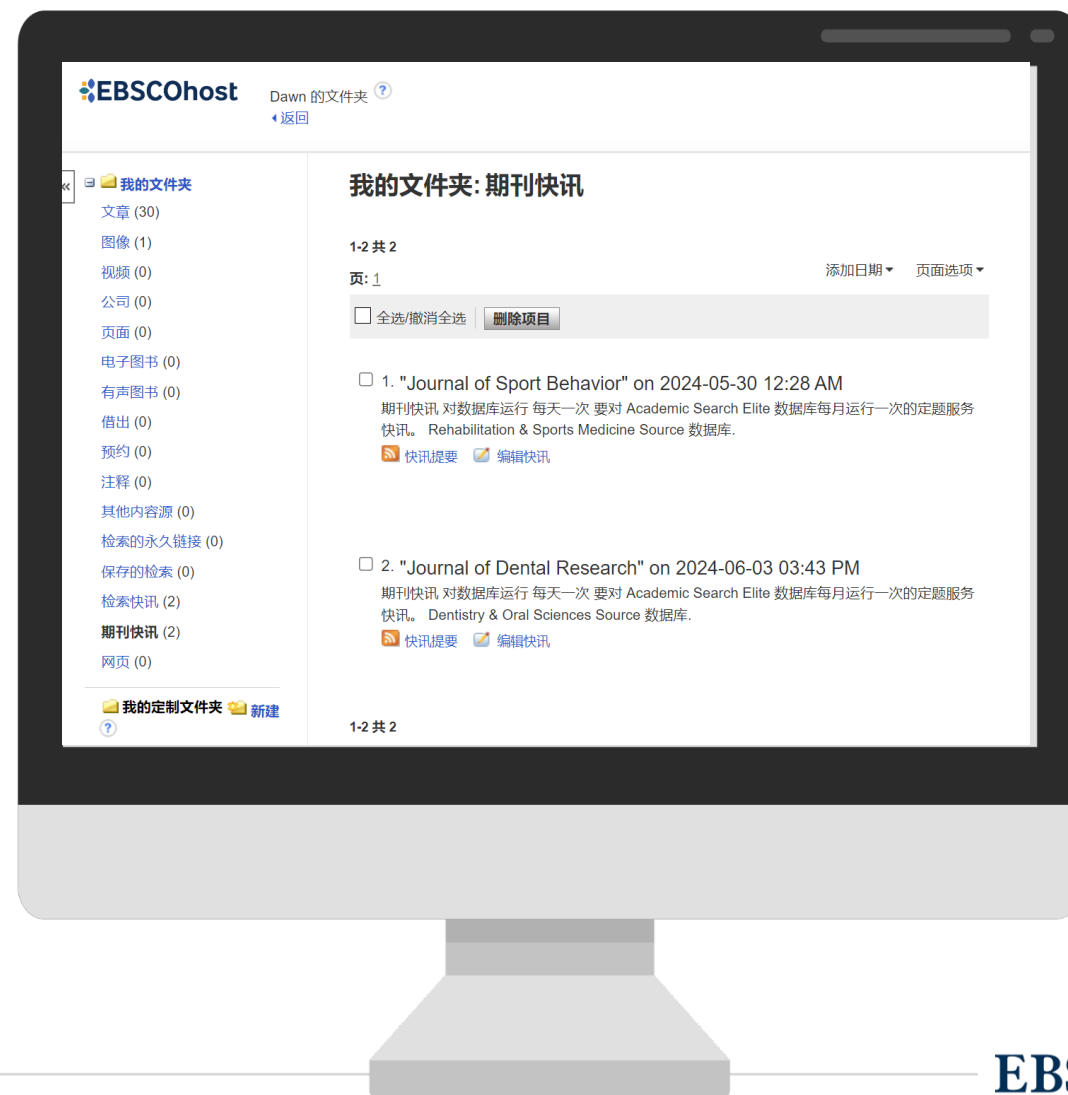 EBSCOhost
Dawn 的文件夹 ?
返回
«
我的文件夹
文章 (30)
图像 (1)
视频 (0)
公司 (0)
页面 (0)
电子图书 (0)
有声图书 (0)
借出 (0)
预约 (0)
注释 (0)
其他内容源 (0)
检索的永久链接 (0)
保存的检索 (0)
检索快讯 (2)
期刊快讯 (2)
网页 (0)
我的定制文件夹 新建
?
我的文件夹: 期刊快讯
1-2 共 2
页: 1
添加日期 页面选项
全选/撤消全选 删除项目
1. "Journal of Sport Behavior" on 2024-05-30 12:28 AM
期刊快讯 对数据库运行 每天一次 要对 Academic Search Elite 数据库每月运行一次的定题服务
快讯。 Rehabilitation & Sports Medicine Source 数据库.
快讯提要 编辑快讯
2. "Journal of Dental Research" on 2024-06-03 03:43 PM
期刊快讯 对数据库运行 每天一次 要对 Academic Search Elite 数据库每月运行一次的定题服务
快讯。 Dentistry & Oral Sciences Source 数据库.
快讯提要 编辑快讯
1-2 共 2
EBS